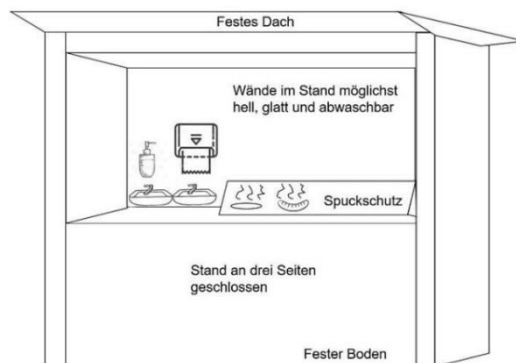 Festes Dach
Wände im Stand möglichst
hell, glatt und abwaschbar
Spuckschutz
Stand an drei Seiten
geschlossen
Fester Boden